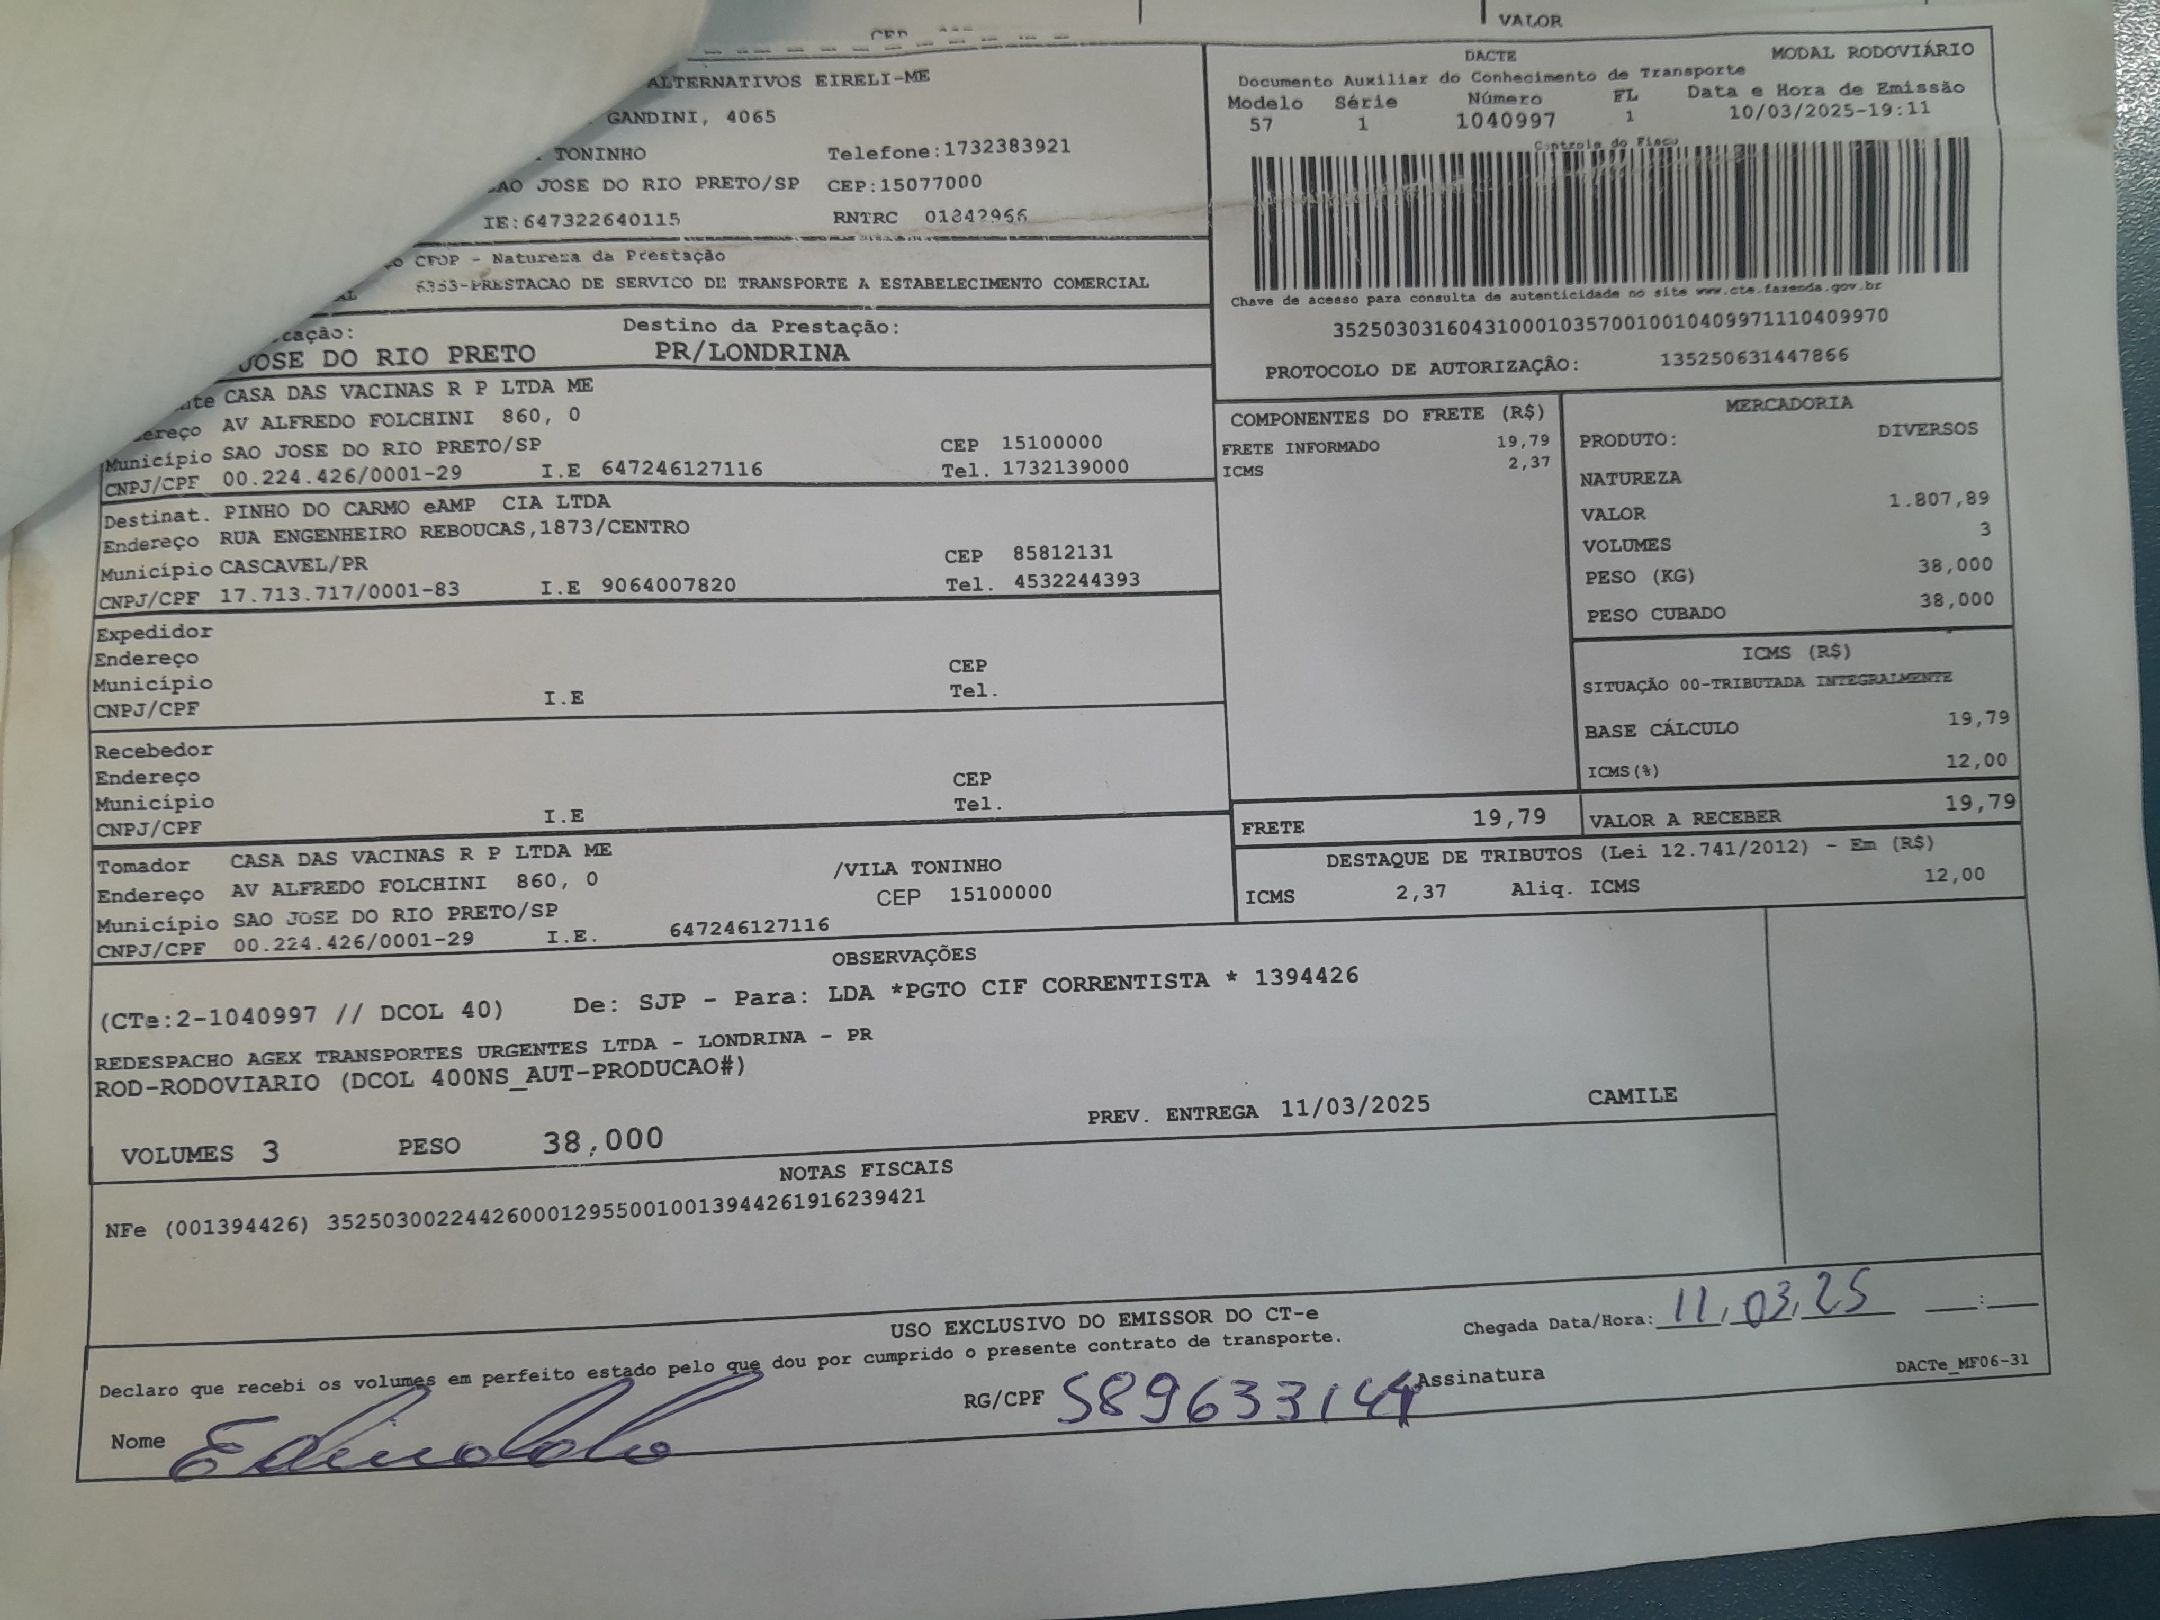 VALOR
CEP
ALTERNATIVOS EIRELI-ME
GANDINI, 4065
TONINHO Telefone:1732383921
SAO JOSE DO RIO PRETO/SP CEP:15077000
IE:647322640115 RNTRC 01842966
CFOP - Natureza da Prestação
6353-PRESTACAO DE SERVICO DE TRANSPORTE A ESTABELECIMENTO COMERCIAL
DACTE MODAL RODOVIÁRIO
Documento Auxiliar do Conhecimento de Transporte
Modelo Série Número FL Data e Hora de Emissão
57 1 1040997 1 10/03/2025-19:11
Controle do Fisco
Chave de acesso para consulta de autenticidade no site www.cte.fazenda.gov.br
35250303160431000103570010010409971110409970
PROTOCOLO DE AUTORIZAÇÃO: 135250631447866
Destino da Prestação:
JOSE DO RIO PRETO PR/LONDRINA
CASA DAS VACINAS R P LTDA ME
AV ALFREDO FOLCHINI 860, 0
Município SAO JOSE DO RIO PRETO/SP CEP 15100000
CNPJ/CPF 00.224.426/0001-29 I.E 647246127116 Tel. 1732139000
Destinat. PINHO DO CARMO eAMP CIA LTDA
Endereço RUA ENGENHEIRO REBOUCAS,1873/CENTRO
Município CASCAVEL/PR CEP 85812131
CNPJ/CPF 17.713.717/0001-83 I.E 9064007820 Tel. 4532244393
Expedidor
Endereço
Município CEP
CNPJ/CPF I.E Tel.
Recebedor
Endereço
Município CEP
CNPJ/CPF I.E Tel.
Tomador CASA DAS VACINAS R P LTDA ME
Endereço AV ALFREDO FOLCHINI 860, 0 /VILA TONINHO
Município SAO JOSE DO RIO PRETO/SP CEP 15100000
CNPJ/CPF 00.224.426/0001-29 I.E. 647246127116
COMPONENTES DO FRETE (R$)
FRETE INFORMADO 19,79
ICMS 2,37
MERCADORIA
PRODUTO: DIVERSOS
NATUREZA
VALOR 1.807,89
VOLUMES 3
PESO (KG) 38,000
PESO CUBADO 38,000
ICMS (R$)
SITUAÇÃO 00-TRIBUTADA INTEGRALMENTE
BASE CÁLCULO 19,79
ICMS(%) 12,00
FRETE 19,79 VALOR A RECEBER 19,79
DESTAQUE DE TRIBUTOS (Lei 12.741/2012) - Em (R$)
ICMS 2,37 Aliq. ICMS 12,00
OBSERVAÇÕES
(CTe:2-1040997 // DCOL 40) De: SJP - Para: LDA *PGTO CIF CORRENTISTA * 1394426
REDESPACHO AGEX TRANSPORTES URGENTES LTDA - LONDRINA - PR
ROD-RODOVIARIO (DCOL 400NS_AUT-PRODUCAO#)
PREV. ENTREGA 11/03/2025 CAMILE
VOLUMES 3 PESO 38,000
NOTAS FISCAIS
NFe (001394426) 35250300224426000129550010013944261916239421
USO EXCLUSIVO DO EMISSOR DO CT-e
Chegada Data/Hora: 11.03.25 :
Declaro que recebi os volumes em perfeito estado pelo que dou por cumprido o presente contrato de transporte.
Nome RG/CPF Assinatura
DACTe_MF06-31